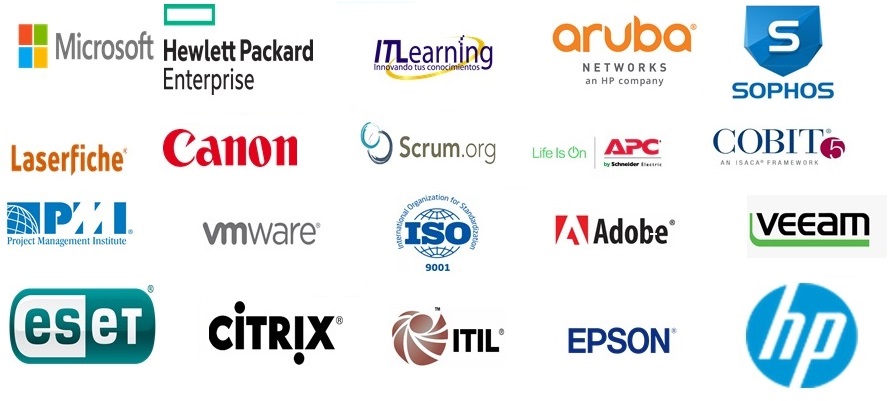 Microsoft
Hewlett Packard
Enterprise
ITLearning
Innovando tus conocimientos
aruba®
NETWORKS
an HP company
S
SOPHOS
Laserfiche®
Canon
Scrum.org
Life Is On
APC®
by Schneider Electric
COBIT® 5
AN ISACA® FRAMEWORK
PMI®
Project Management Institute
vmware®
International Organization for Standardization
ISO
9001
Adobe®
veeam
eseT®
CiTRIX®
ITIL®
™
EPSON®
hp